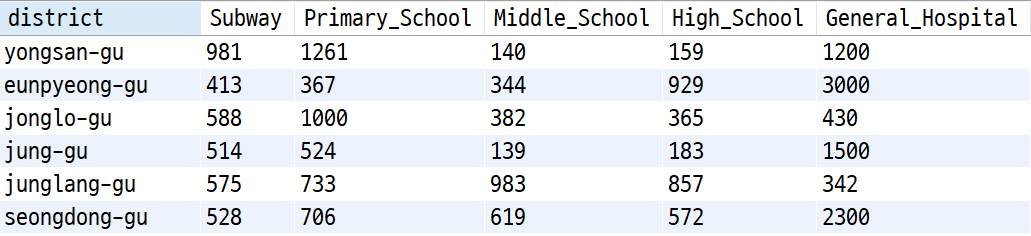 district Subway Primary_School Middle_School High_School General_Hospital
yongsan-gu 981 1261 140 159 1200
eunpyeong-gu 413 367 344 929 3000
jonglo-gu 588 1000 382 365 430
jung-gu 514 524 139 183 1500
junglang-gu 575 733 983 857 342
seongdong-gu 528 706 619 572 2300